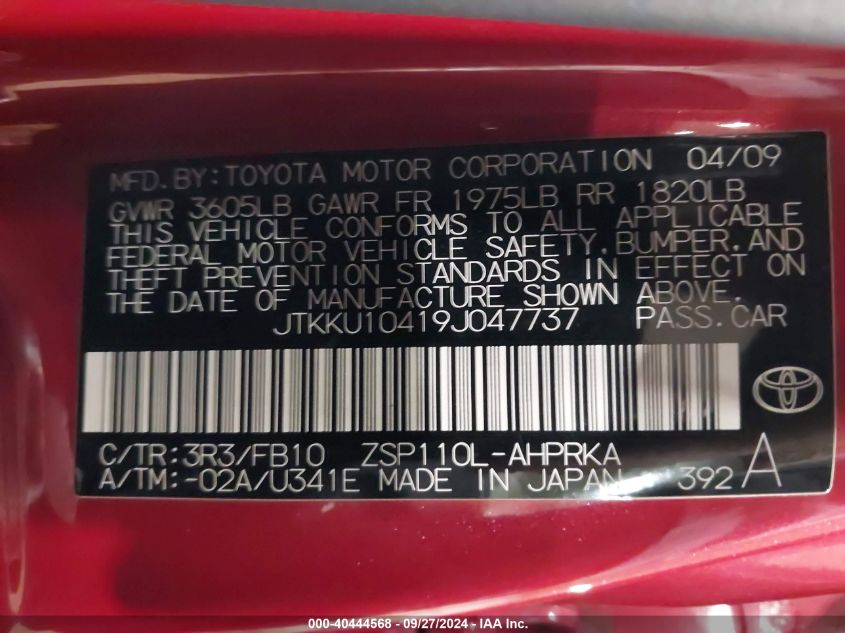 MFD. BY: TOYOTA MOTOR CORPORATION 04/09
GVWR 3605LB GAWR FR 1975LB RR 1820LB
THIS VEHICLE CONFORMS TO ALL APPLICABLE
FEDERAL MOTOR VEHICLE SAFETY, BUMPER, AND
THEFT PREVENTION STANDARDS IN EFFECT ON
THE DATE OF MANUFACTURE SHOWN ABOVE.
JTKKU10419J047737 PASS. CAR
C/TR: 3R3/FB10 ZSP110L-AHPRKA
A/TM: -02A/U341E MADE IN JAPAN 392 A
000-40444568 - 09/27/2024 - IAA Inc.